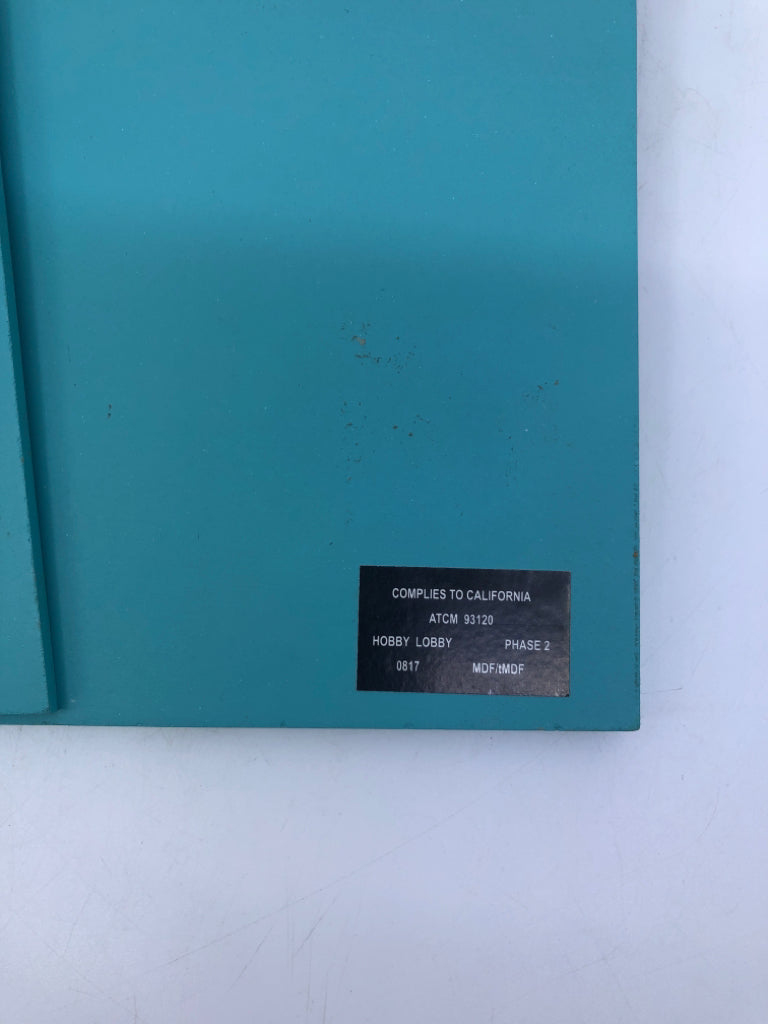 COMPLIES TO CALIFORNIA
ATCM 93120
HOBBY LOBBY PHASE 2
0817 MDF/tMDF